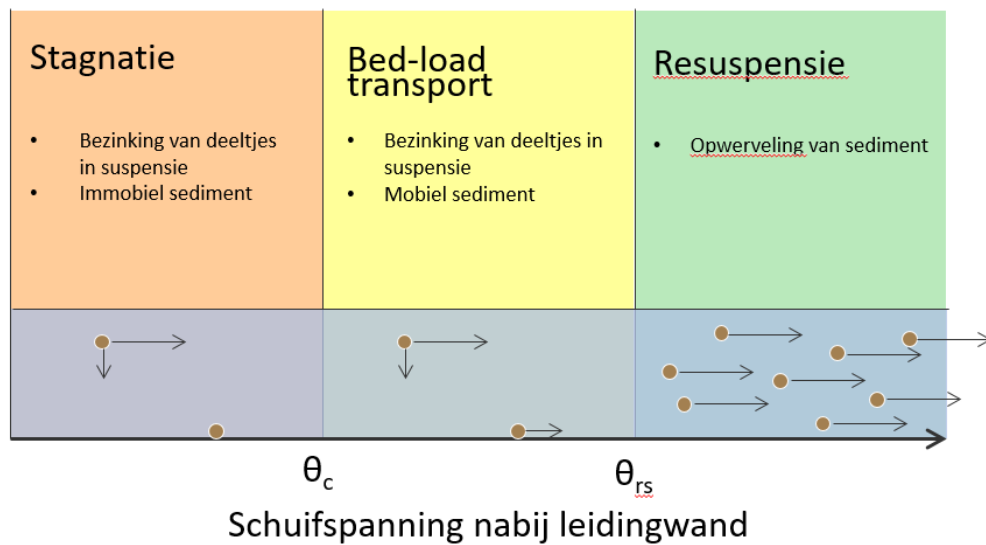 Stagnatie
• Bezinking van deeltjes
in suspensie
• Immobiel sediment
Bed-load
transport
• Bezinking van deeltjes in
suspensie
• Mobiel sediment
Resuspensie
• Opwerveling van sediment
θc
θrs
Schuifspanning nabij leidingwand